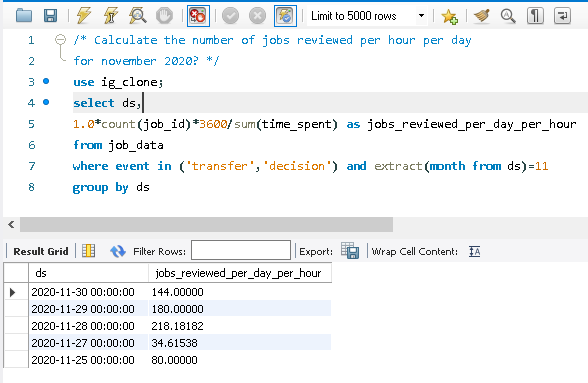 Limit to 5000 rows
1 /* Calculate the number of jobs reviewed per hour per day
2 for november 2020? */
3 use ig_clone;
4 select ds,
5 1.0*count(job_id)*3600/sum(time_spent) as jobs_reviewed_per_day_per_hour
6 from job_data
7 where event in ('transfer','decision') and extract(month from ds)=11
8 group by ds
Result Grid Filter Rows: Export: Wrap Cell Content: IA
ds jobs_reviewed_per_day_per_hour
2020-11-30 00:00:00 144.00000
2020-11-29 00:00:00 180.00000
2020-11-28 00:00:00 218.18182
2020-11-27 00:00:00 34.61538
2020-11-25 00:00:00 80.00000